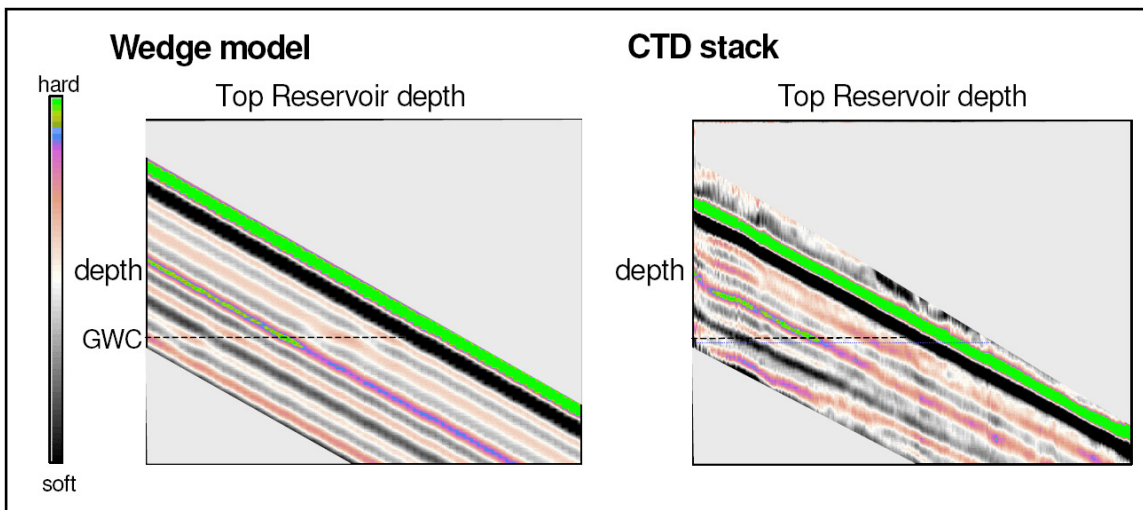 Wedge model
CTD stack
hard
Top Reservoir depth
Top Reservoir depth
depth
depth
GWC
soft